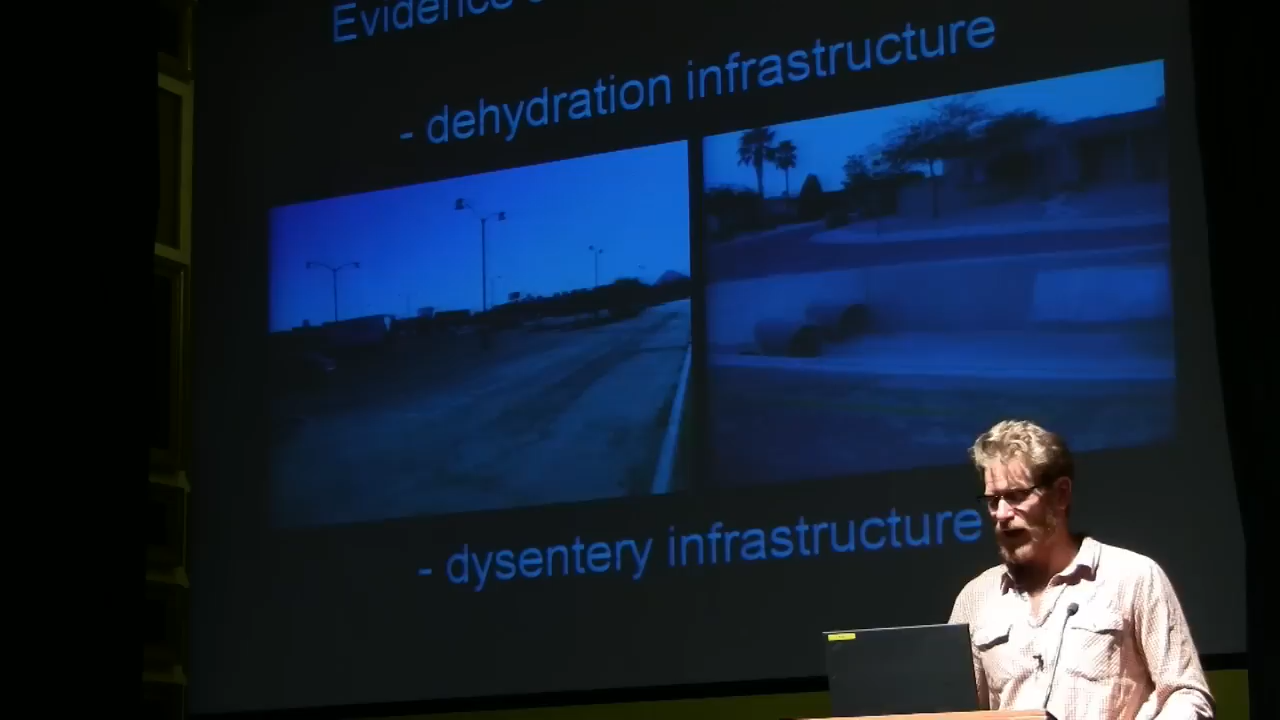 Evidence
- dehydration infrastructure
- dysentery infrastructure